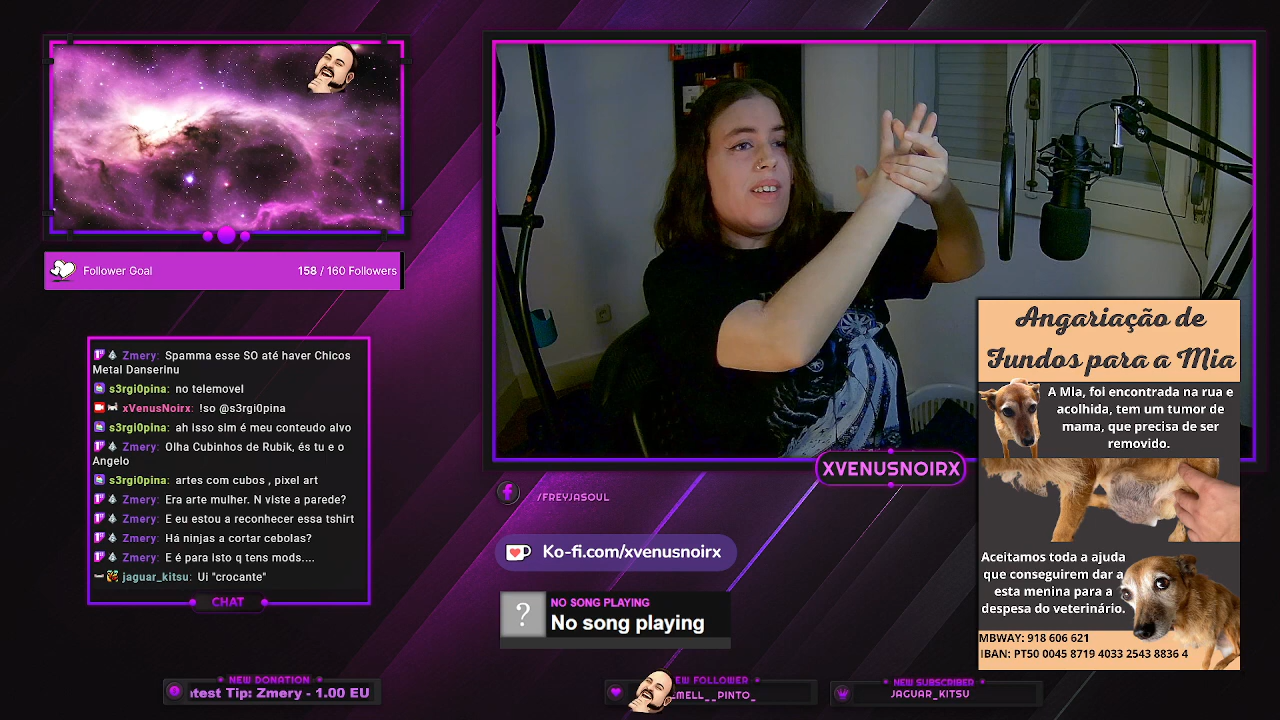 Follower Goal
158 / 160 Followers
Zmery: Spamma esse SO até haver Chicos
Metal Danserinu
s3rgi0pina: no telemovel
xVenusNoirx: !so @s3rgi0pina
s3rgi0pina: ah isso sim é meu conteudo alvo
Zmery: Olha Cubinhos de Rubik, és tu e o
Angelo
s3rgi0pina: artes com cubos , pixel art
Zmery: Era arte mulher. N viste a parede?
Zmery: E eu estou a reconhecer essa tshirt
Zmery: Há ninjas a cortar cebolas?
Zmery: E é para isto q tens mods....
jaguar_kitsu: Ui "crocante"
CHAT
XVENUSNOIRX
/FREYJASOUL
Ko-fi.com/xvenusnoirx
?
NO SONG PLAYING
No song playing
Angariação de
Fundos para a Mia
A Mia, foi encontrada na rua e
acolhida, tem um tumor de
mama, que precisa de ser
removido.
Aceitamos toda a ajuda
que conseguirem dar a
esta menina para a
despesa do veterinário.
MBWAY: 918 606 621
IBAN: PT50 0045 8719 4033 2543 8836 4
NEW DONATION
Tip: Zmery - 1.00 EU
FOLLOWER
NEW SUBSCRIBER
JAGUAR_KITSU